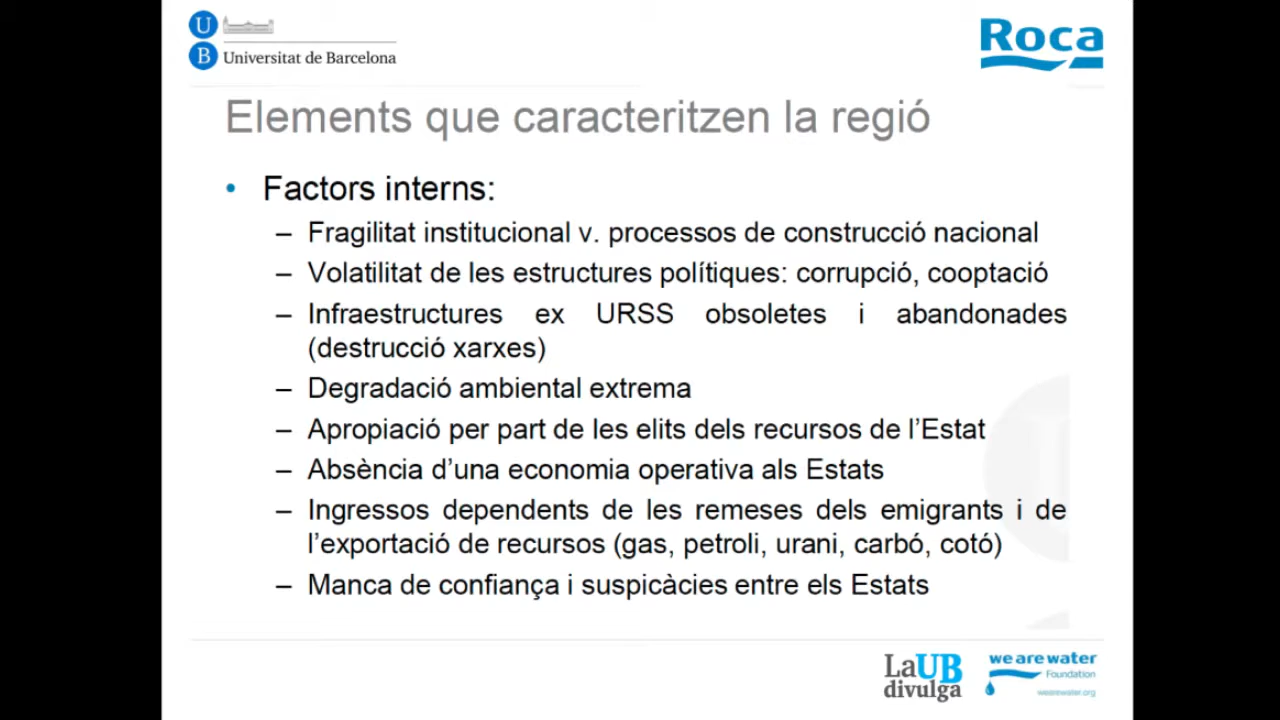 U
B Universitat de Barcelona
Roca
Elements que caracteritzen la regió
• Factors interns:
– Fragilitat institucional v. processos de construcció nacional
– Volatilitat de les estructures polítiques: corrupció, cooptació
– Infraestructures ex URSS obsoletes i abandonades
(destrucció xarxes)
– Degradació ambiental extrema
– Apropiació per part de les elits dels recursos de l’Estat
– Absència d’una economia operativa als Estats
– Ingressos dependents de les remeses dels emigrants i de
l’exportació de recursos (gas, petroli, urani, carbó, cotó)
– Manca de confiança i suspicàcies entre els Estats
LaUB
divulga
we are water
Foundation
wearewater.org